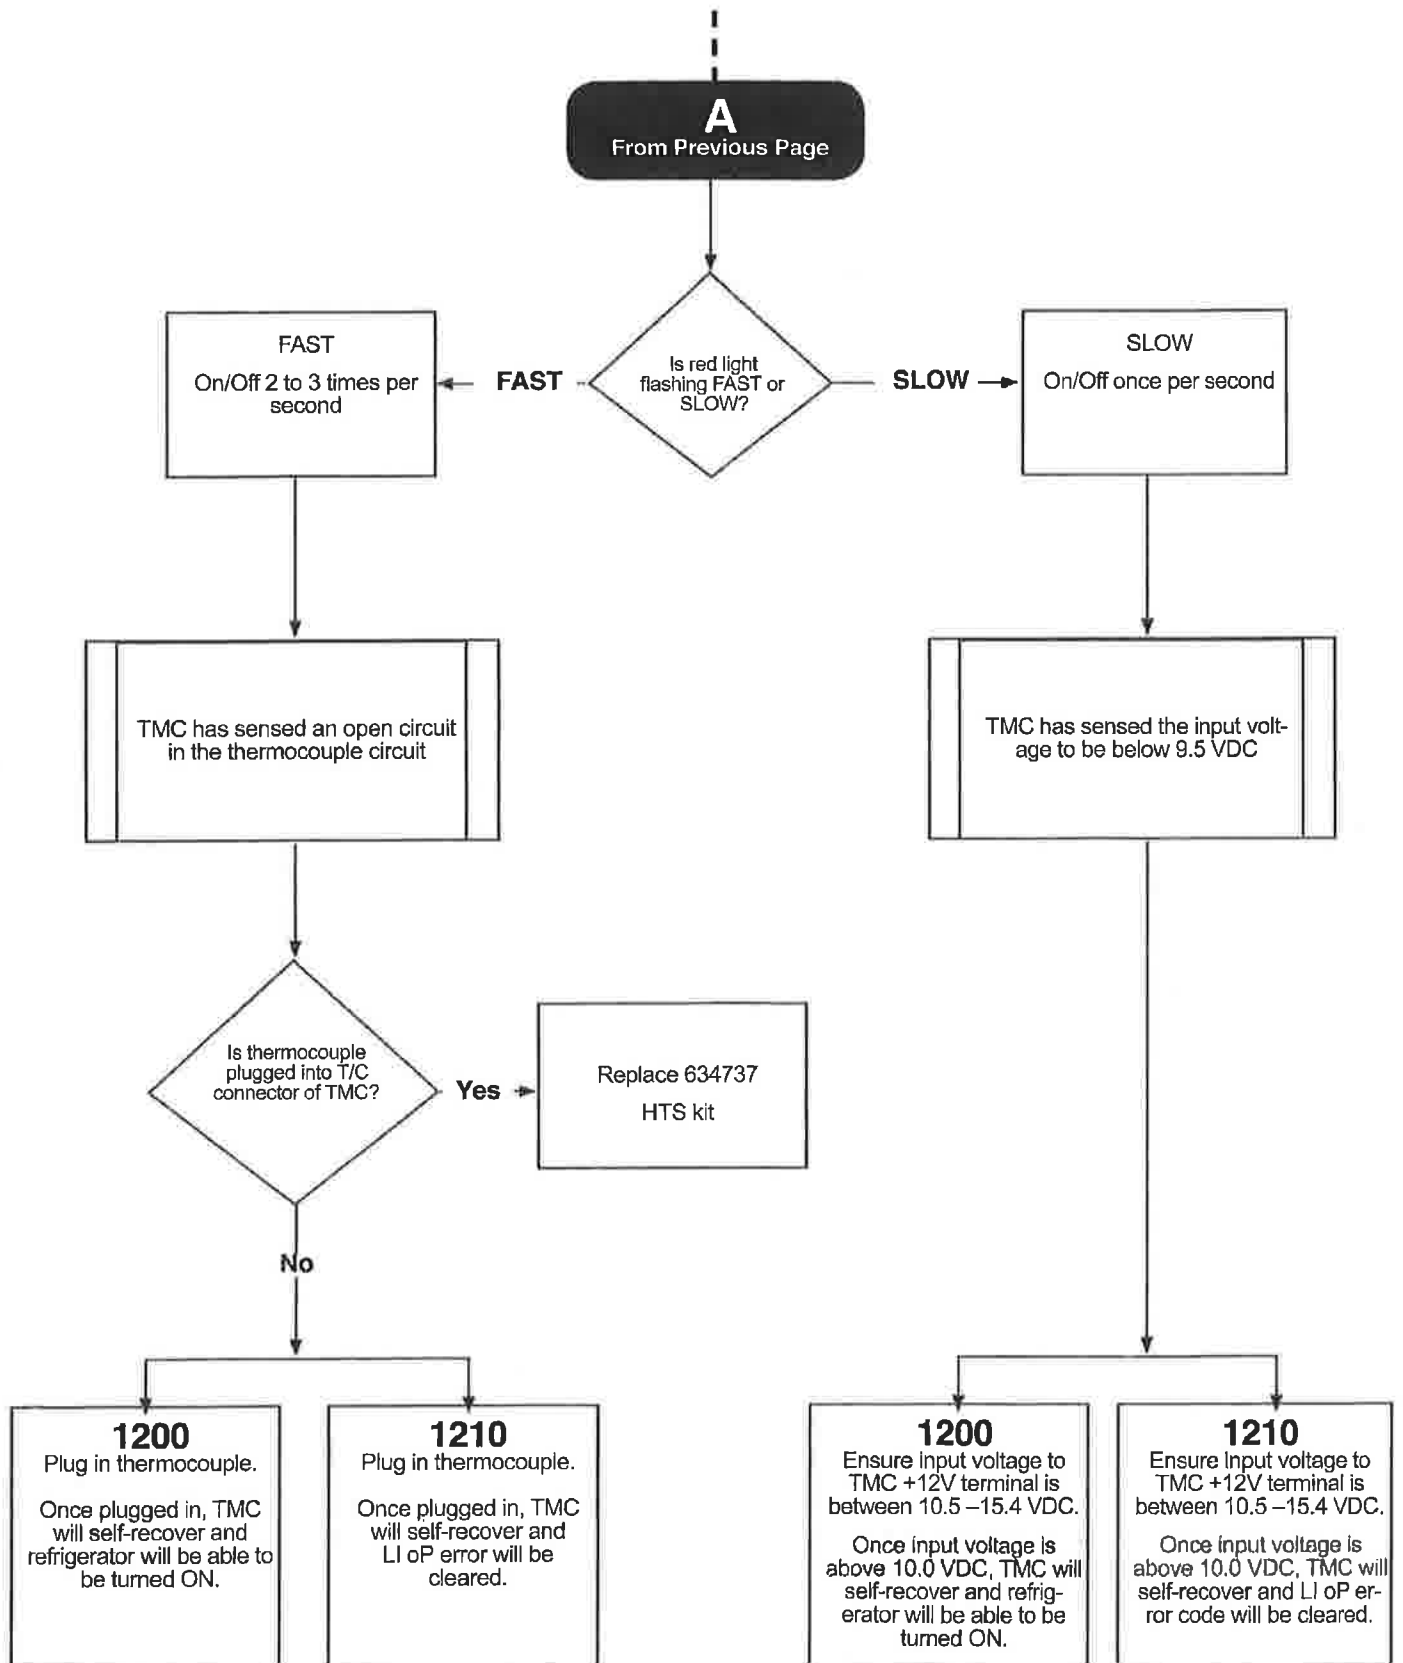 A
From Previous Page
FAST
On/Off 2 to 3 times per
second
FAST
Is red light
flashing FAST or
SLOW?
SLOW
SLOW
On/Off once per second
TMC has sensed an open circuit
in the thermocouple circuit
TMC has sensed the input volt-
age to be below 9.5 VDC
Is thermocouple
plugged into T/C
connector of TMC?
Yes
Replace 634737
HTS kit
No
1200
Plug in thermocouple.
Once plugged in, TMC
will self-recover and
refrigerator will be able to
be turned ON.
1210
Plug in thermocouple.
Once plugged in, TMC
will self-recover and
LI oP error will be
cleared.
1200
Ensure input voltage to
TMC +12V terminal is
between 10.5 –15.4 VDC.
Once input voltage is
above 10.0 VDC, TMC will
self-recover and refrig-
erator will be able to be
turned ON.
1210
Ensure input voltage to
TMC +12V terminal is
between 10.5 –15.4 VDC.
Once input voltage is
above 10.0 VDC, TMC will
self-recover and LI oP er-
ror code will be cleared.